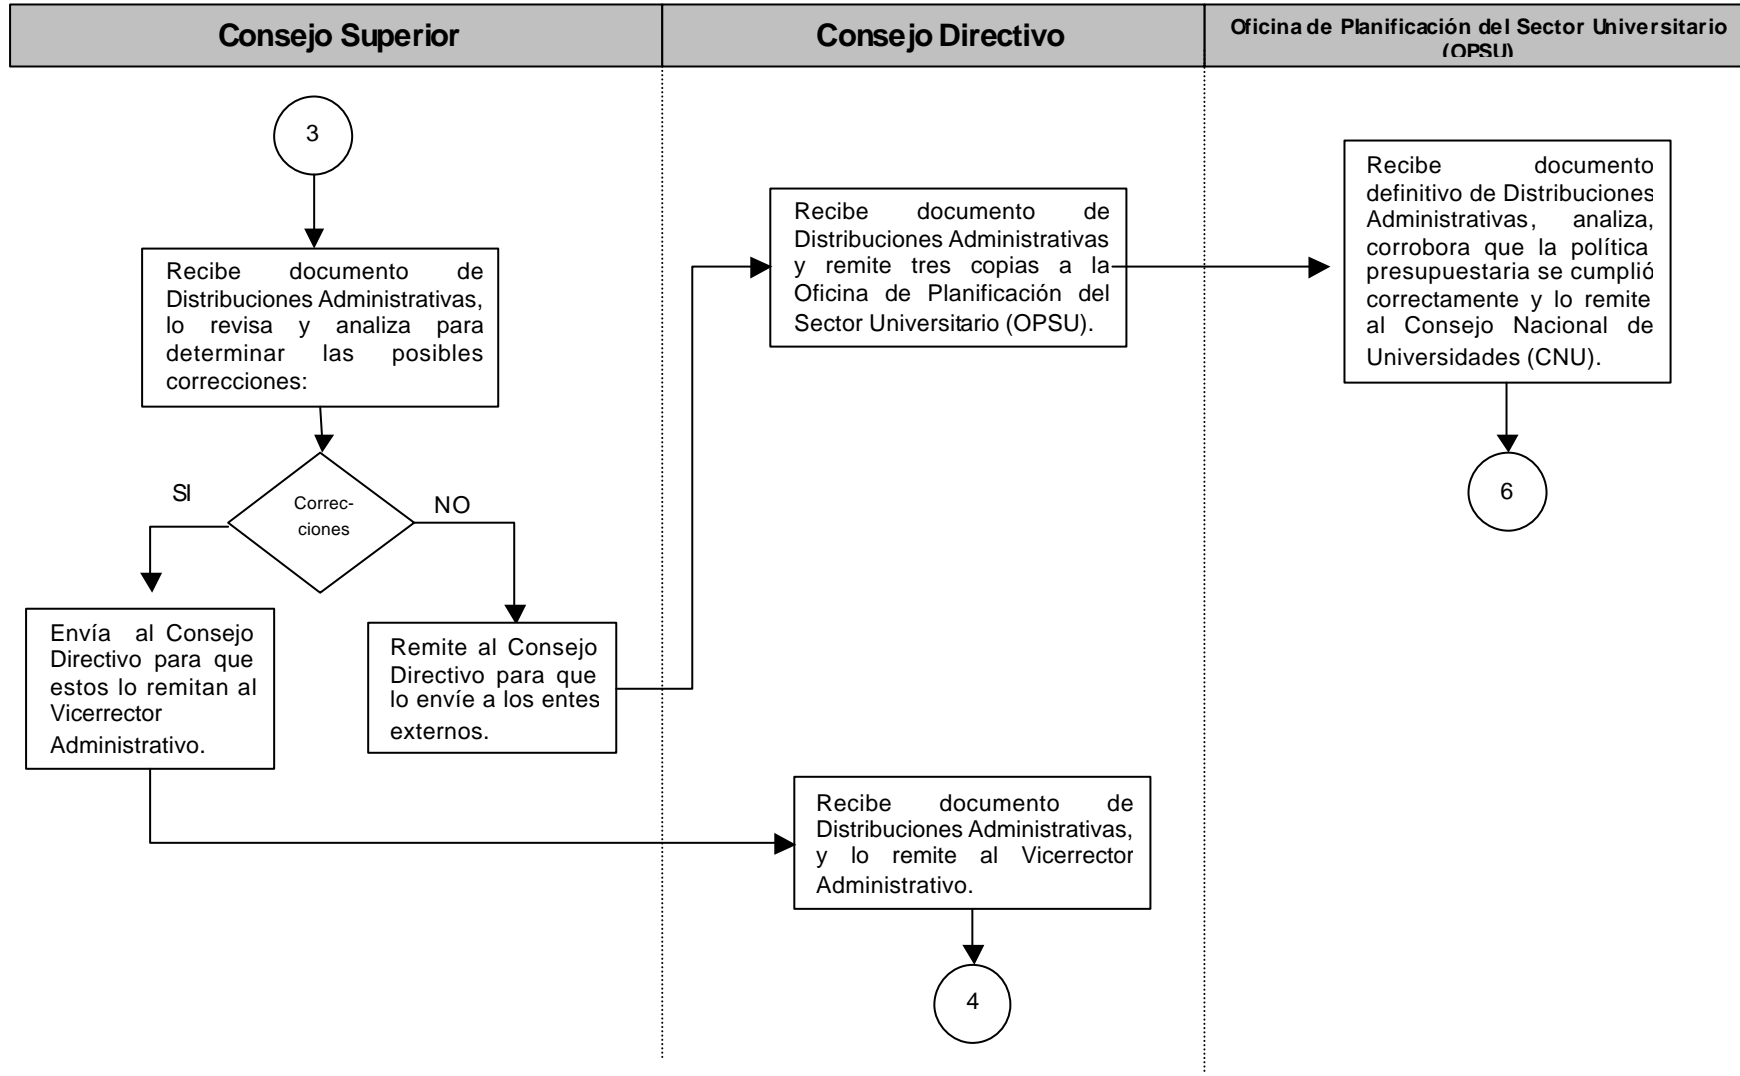 Consejo Superior
Consejo Directivo
Oficina de Planificación del Sector Universitario
(OPSU)
3
Recibe documento de
Distribuciones Administrativas,
lo revisa y analiza para
determinar las posibles
correcciones:
SI
Correc-
ciones
NO
Envía al Consejo
Directivo para que
estos lo remitan al
Vicerrector
Administrativo.
Remite al Consejo
Directivo para que
lo envíe a los entes
externos.
Recibe documento de
Distribuciones Administrativas
y remite tres copias a la
Oficina de Planificación del
Sector Universitario (OPSU).
Recibe documento de
Distribuciones Administrativas,
y lo remite al Vicerrector
Administrativo.
4
Recibe documento
definitivo de Distribuciones
Administrativas, analiza,
corrobora que la política
presupuestaria se cumplió
correctamente y lo remite
al Consejo Nacional de
Universidades (CNU).
6